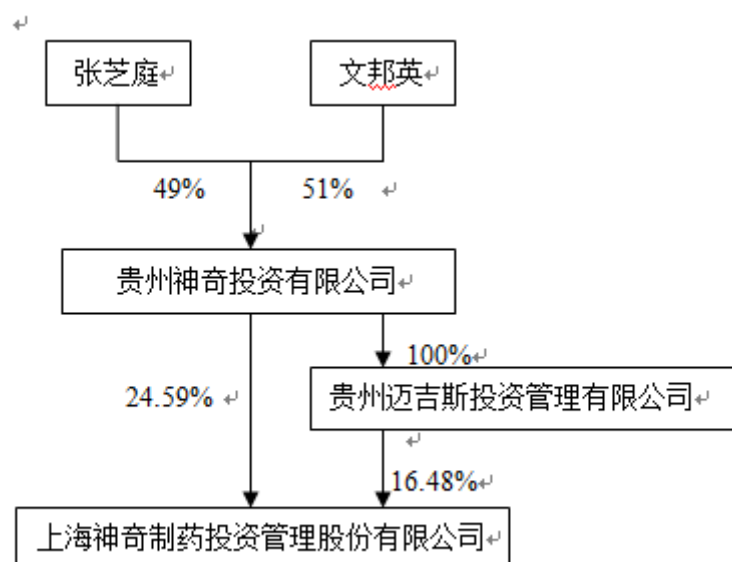 张芝庭
文邦英
49%
51%
贵州神奇投资有限公司
100%
24.59%
贵州迈吉斯投资管理有限公司
16.48%
上海神奇制药投资管理股份有限公司